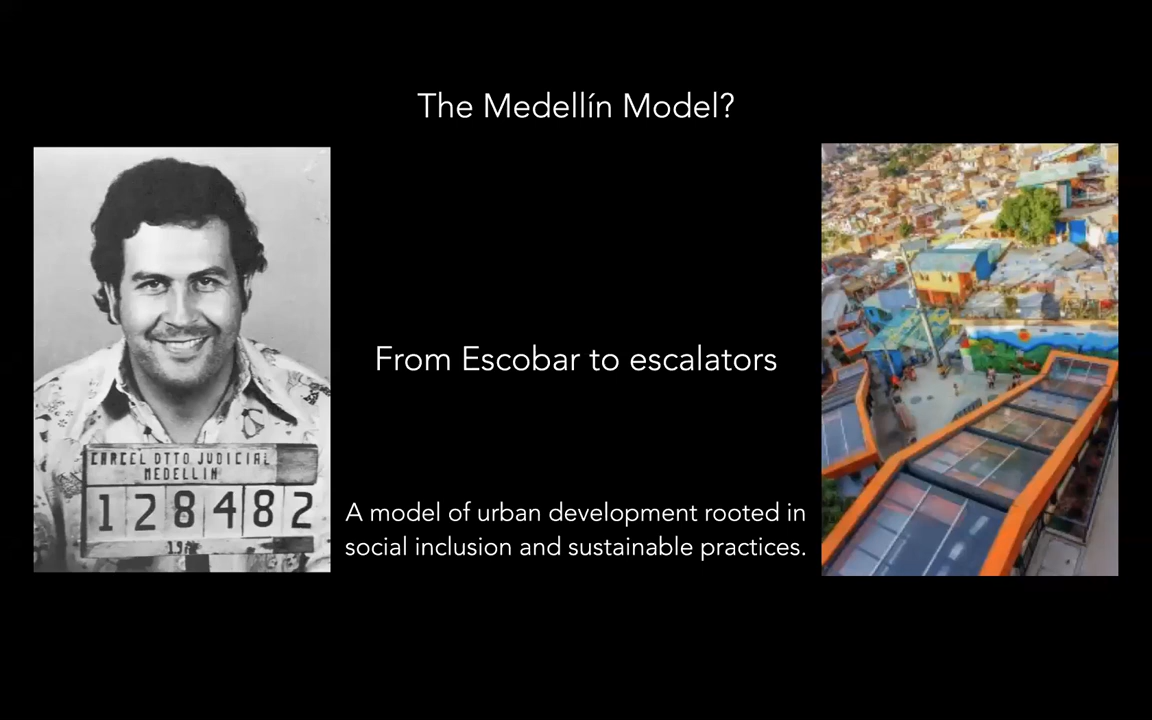 The Medellín Model?
CARCEL DTTO JUDICIAL
MEDELLIN
128482
From Escobar to escalators
A model of urban development rooted in
social inclusion and sustainable practices.